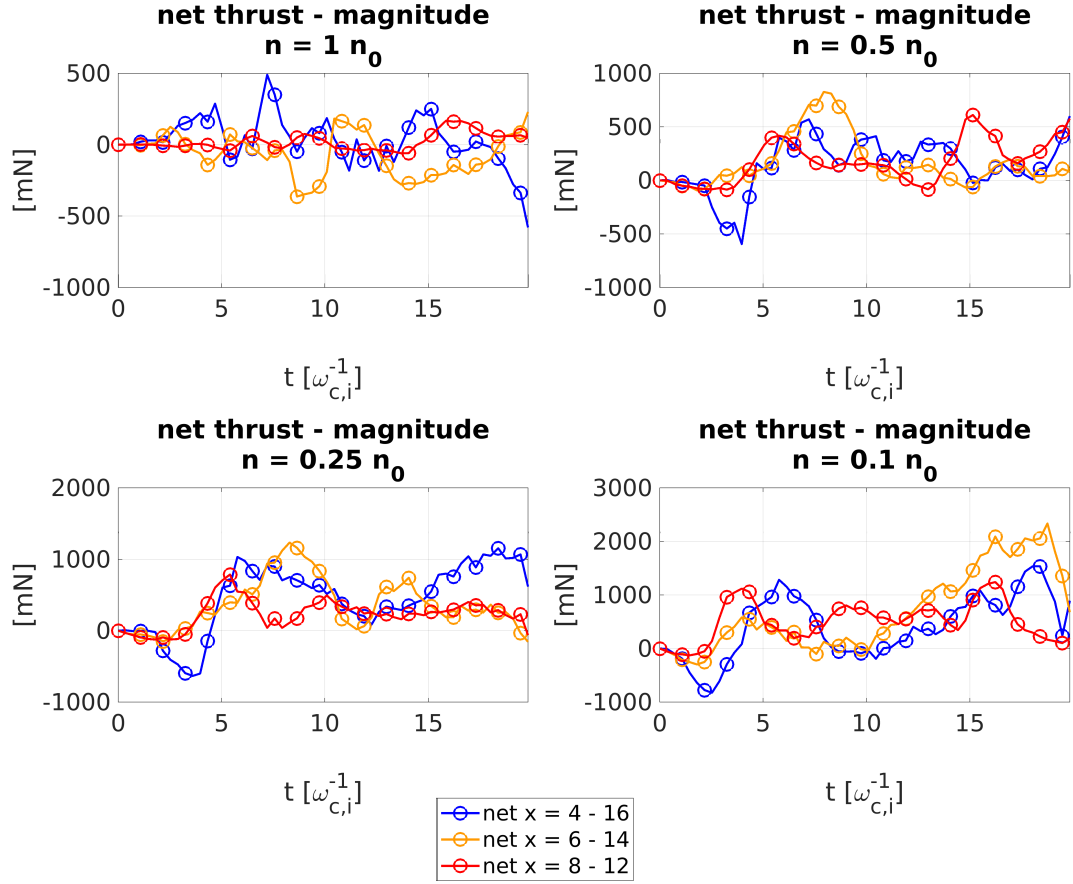 net thrust - magnitude
n = 1 n0
500
0
-500
-1000
[mN]
0 5 10 15
t [ω-1c,i]
net thrust - magnitude
n = 0.5 n0
1000
500
0
-500
-1000
[mN]
0 5 10 15
t [ω-1c,i]
net thrust - magnitude
n = 0.25 n0
2000
1000
0
-1000
[mN]
0 5 10 15
t [ω-1c,i]
net thrust - magnitude
n = 0.1 n0
3000
2000
1000
0
-1000
[mN]
0 5 10 15
t [ω-1c,i]
net x = 4 - 16
net x = 6 - 14
net x = 8 - 12